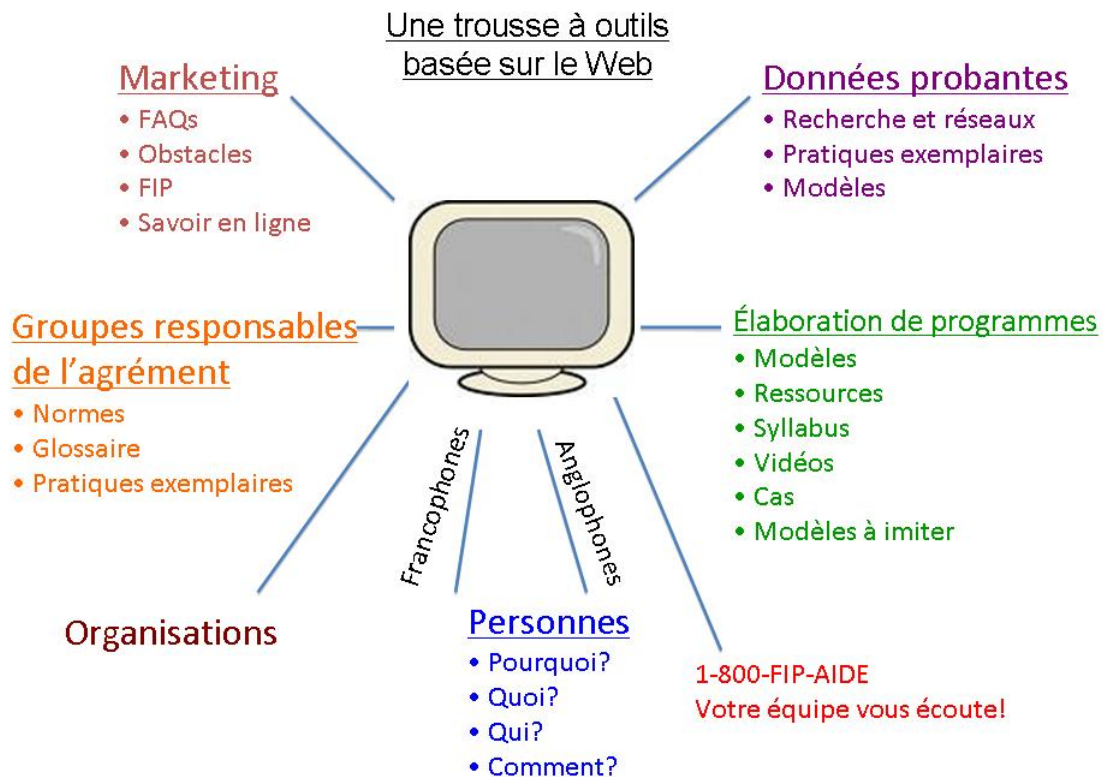 Une trousse à outils
basée sur le Web
Marketing
• FAQs
• Obstacles
• FIP
• Savoir en ligne
Données probantes
• Recherche et réseaux
• Pratiques exemplaires
• Modèles
Groupes responsables
de l'agrément
• Normes
• Glossaire
• Pratiques exemplaires
Élaboration de programmes
• Modèles
• Ressources
• Syllabus
• Vidéos
• Cas
• Modèles à imiter
Francophones
Anglophones
Organisations
Personnes
• Pourquoi?
• Quoi?
• Qui?
• Comment?
1-800-FIP-AIDE
Votre équipe vous écoute!